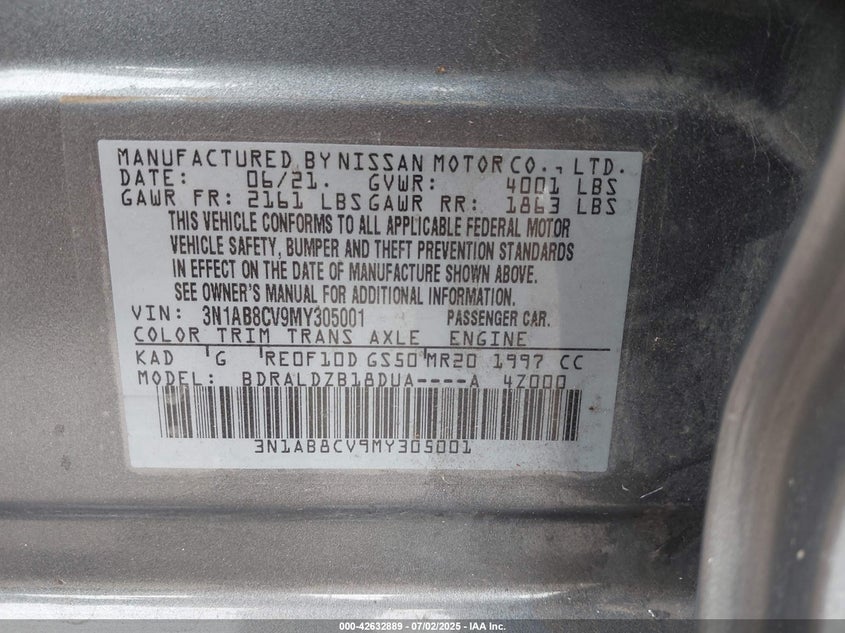 MANUFACTURED BY NISSAN MOTOR CO., LTD.
DATE: 06/21. GVWR: 4001 LBS
GAWR FR: 2161 LBS GAWR RR: 1863 LBS
THIS VEHICLE CONFORMS TO ALL APPLICABLE FEDERAL MOTOR
VEHICLE SAFETY, BUMPER AND THEFT PREVENTION STANDARDS
IN EFFECT ON THE DATE OF MANUFACTURE SHOWN ABOVE.
SEE OWNER'S MANUAL FOR ADDITIONAL INFORMATION.
VIN: 3N1AB8CV9MY305001 PASSENGER CAR.
COLOR TRIM TRANS AXLE ENGINE
KAD G RE0F10D GS50 MR20 1997 CC
MODEL: BDRALDZB18DUA----A 4Z000
3N1AB8CV9MY305001
000-42632889 - 07/02/2025 - © IAA Inc.